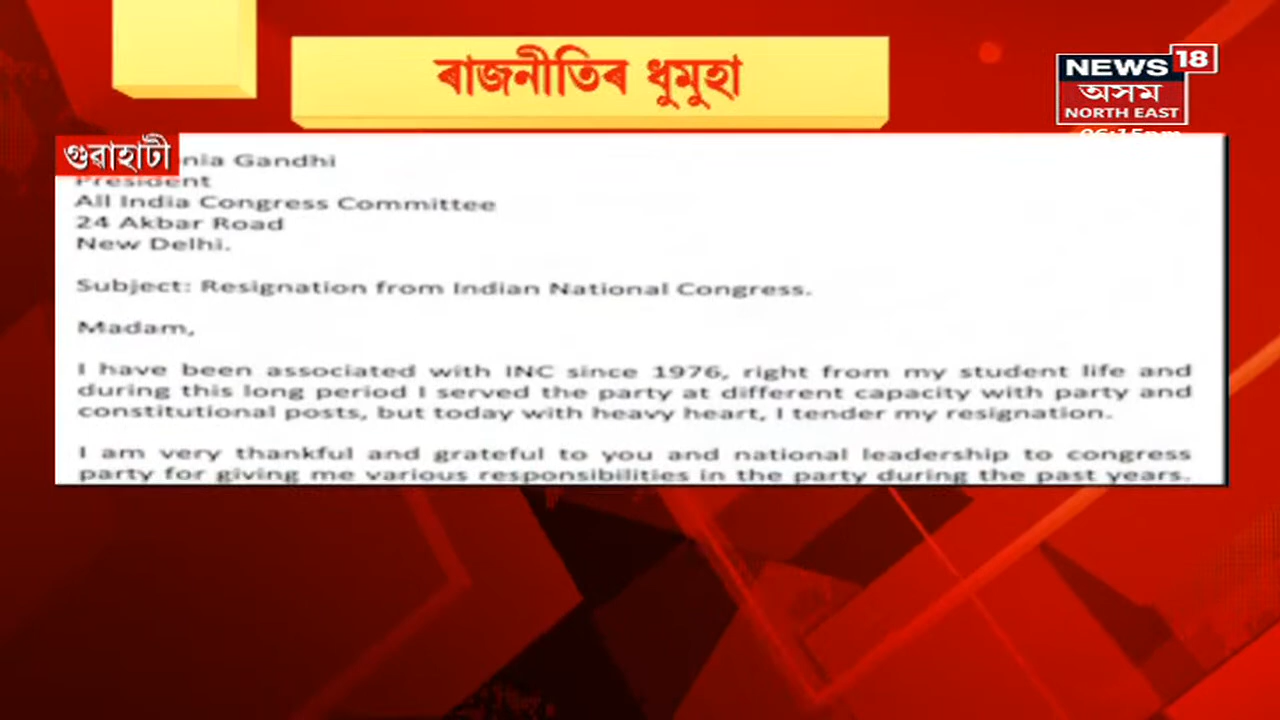 ৰাজনীতিৰ ধুমুহা
NEWS 18
অসম
NORTH EAST
06:15pm
গুৱাহাটী
nia Gandhi
President
All India Congress Committee
24 Akbar Road
New Delhi.
Subject: Resignation from Indian National Congress.
Madam,
I have been associated with INC since 1976, right from my student life and
during this long period I served the party at different capacity with party and
constitutional posts, but today with heavy heart, I tender my resignation.
I am very thankful and grateful to you and national leadership to congress
party for giving me various responsibilities in the party during the past years.